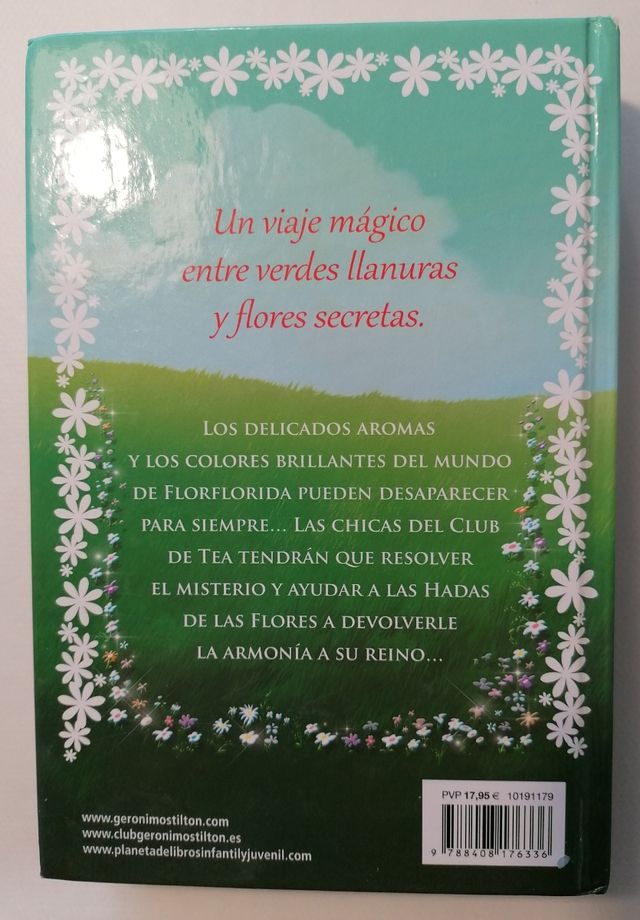 Un viaje mágico
entre verdes llanuras
y flores secretas.
Los delicados aromas
y los colores brillantes del mundo
de Florflorida pueden desaparecer
para siempre... Las chicas del Club
de Tea tendrán que resolver
el misterio y ayudar a las Hadas
de las Flores a devolverle
la armonía a su reino...
PVP 17,95 € 10191179
www.geronimostilton.com
www.clubgeronimostilton.es
www.planetadelibrosinfantilyjuvenil.com
9 788408 176336